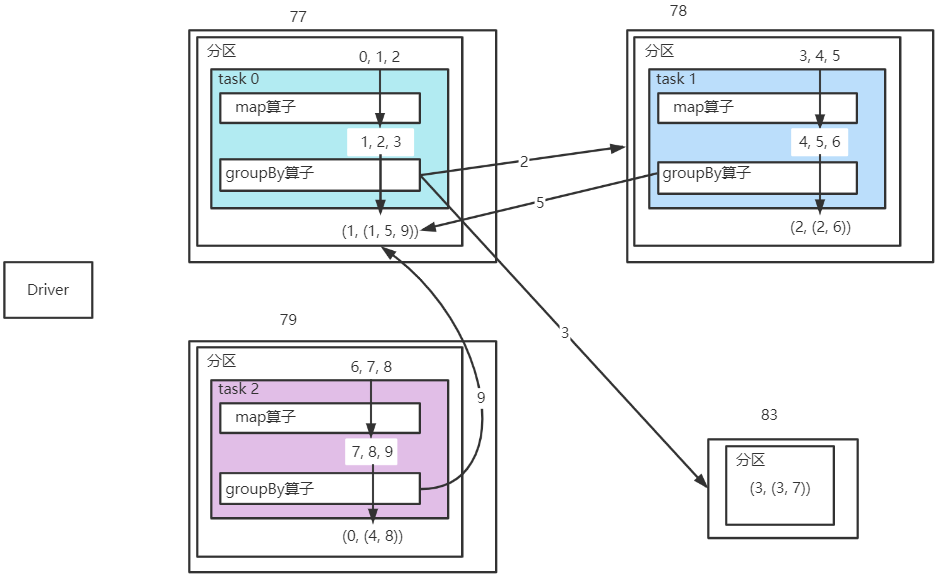 77
分区
0, 1, 2
task 0
map算子
1, 2, 3
groupBy算子
(1, (1, 5, 9))
78
分区
3, 4, 5
task 1
map算子
4, 5, 6
groupBy算子
(2, (2, 6))
2
5
Driver
79
分区
6, 7, 8
task 2
map算子
7, 8, 9
groupBy算子
(0, (4, 8))
9
3
83
分区
(3, (3, 7))